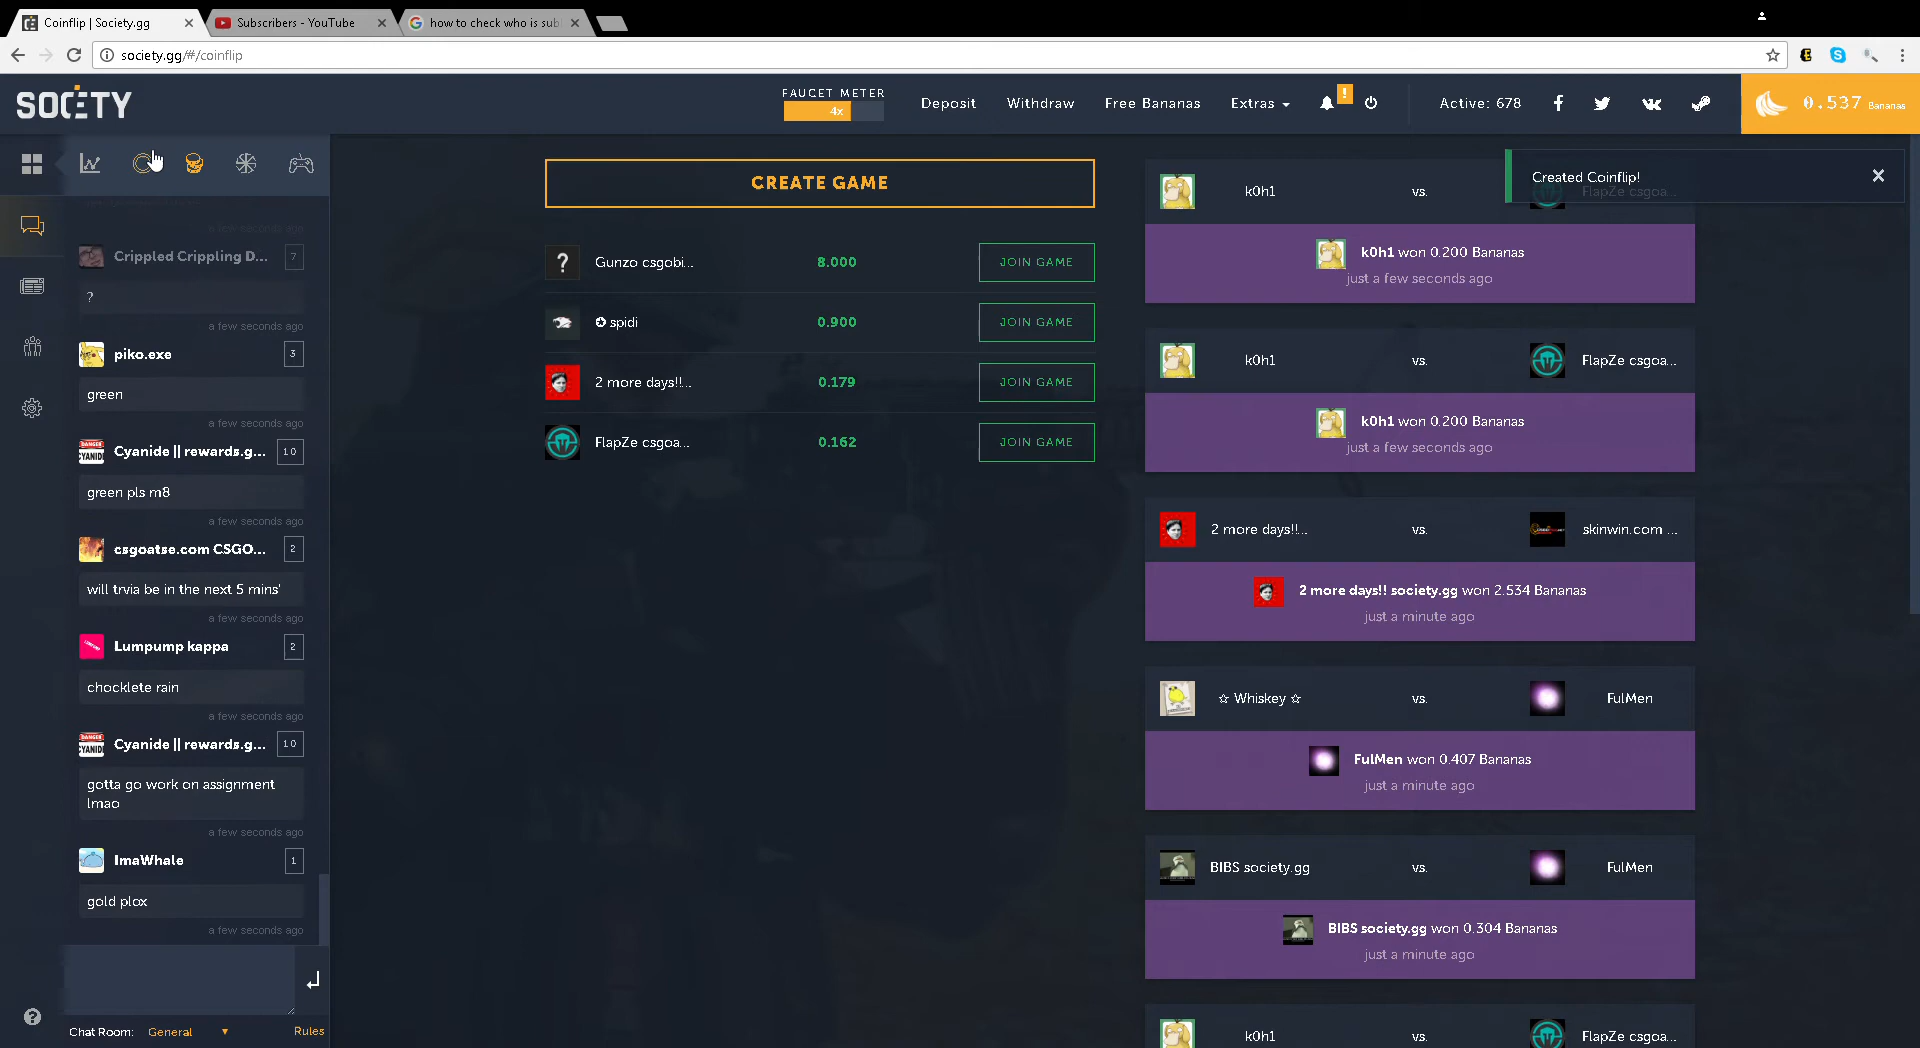 Coinflip | Society.gg
Subscribers - YouTube
how to check who is sub
society.gg/#/coinflip
SOCIETY
FAUCET METER
4x
Deposit
Withdraw
Free Bananas
Extras
!
Active: 678
0.537 Bananas
Created Coinflip!
CREATE GAME
Gunzo csgobi... 8.000 JOIN GAME
✪ spidi 0.900 JOIN GAME
2 more days!!... 0.179 JOIN GAME
FlapZe csgoa... 0.162 JOIN GAME
a few seconds ago
Crippled Crippling D... 7
?
a few seconds ago
piko.exe 3
green
a few seconds ago
Cyanide || rewards.g... 10
green pls m8
a few seconds ago
csgoatse.com CSGO... 2
will trvia be in the next 5 mins'
a few seconds ago
Lumpump kappa 2
chocklete rain
a few seconds ago
Cyanide || rewards.g... 10
gotta go work on assignment
lmao
a few seconds ago
ImaWhale 1
gold plox
a few seconds ago
Chat Room: General ▼ Rules
k0h1 vs. FlapZe csgoa...
k0h1 won 0.200 Bananas
just a few seconds ago
k0h1 vs. FlapZe csgoa...
k0h1 won 0.200 Bananas
just a few seconds ago
2 more days!!... vs. skinwin.com ...
2 more days!! society.gg won 2.534 Bananas
just a minute ago
☆ Whiskey ☆ vs. FulMen
FulMen won 0.407 Bananas
just a minute ago
BIBS society.gg vs. FulMen
BIBS society.gg won 0.304 Bananas
just a minute ago
k0h1 vs. FlapZe csgoa...